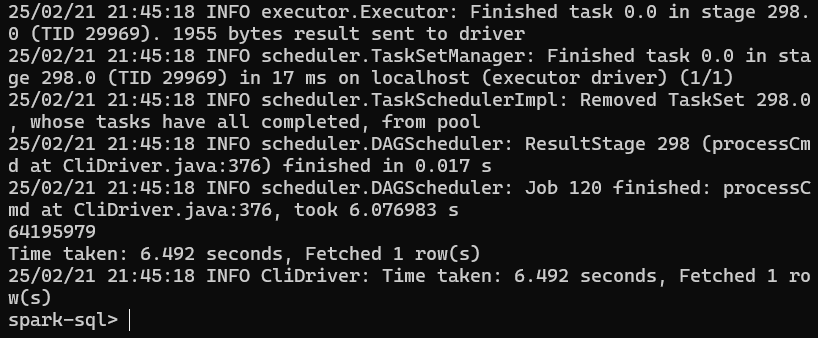 25/02/21 21:45:18 INFO executor.Executor: Finished task 0.0 in stage 298.
0 (TID 29969). 1955 bytes result sent to driver
25/02/21 21:45:18 INFO scheduler.TaskSetManager: Finished task 0.0 in sta
ge 298.0 (TID 29969) in 17 ms on localhost (executor driver) (1/1)
25/02/21 21:45:18 INFO scheduler.TaskSchedulerImpl: Removed TaskSet 298.0
, whose tasks have all completed, from pool
25/02/21 21:45:18 INFO scheduler.DAGScheduler: ResultStage 298 (processCm
d at CliDriver.java:376) finished in 0.017 s
25/02/21 21:45:18 INFO scheduler.DAGScheduler: Job 120 finished: processC
md at CliDriver.java:376, took 6.076983 s
64195979
Time taken: 6.492 seconds, Fetched 1 row(s)
25/02/21 21:45:18 INFO CliDriver: Time taken: 6.492 seconds, Fetched 1 ro
w(s)
spark-sql>